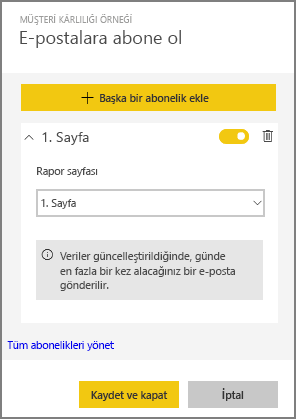 MÜŞTERİ KÂRLILIĞI ÖRNEĞİ
E-postalara abone ol
Başka bir abonelik ekle
1. Sayfa
Rapor sayfası
1. Sayfa
Veriler güncelleştirildiğinde, günde
en fazla bir kez alacağınız bir e-posta
gönderilir.
Tüm abonelikleri yönet
Kaydet ve kapat
İptal